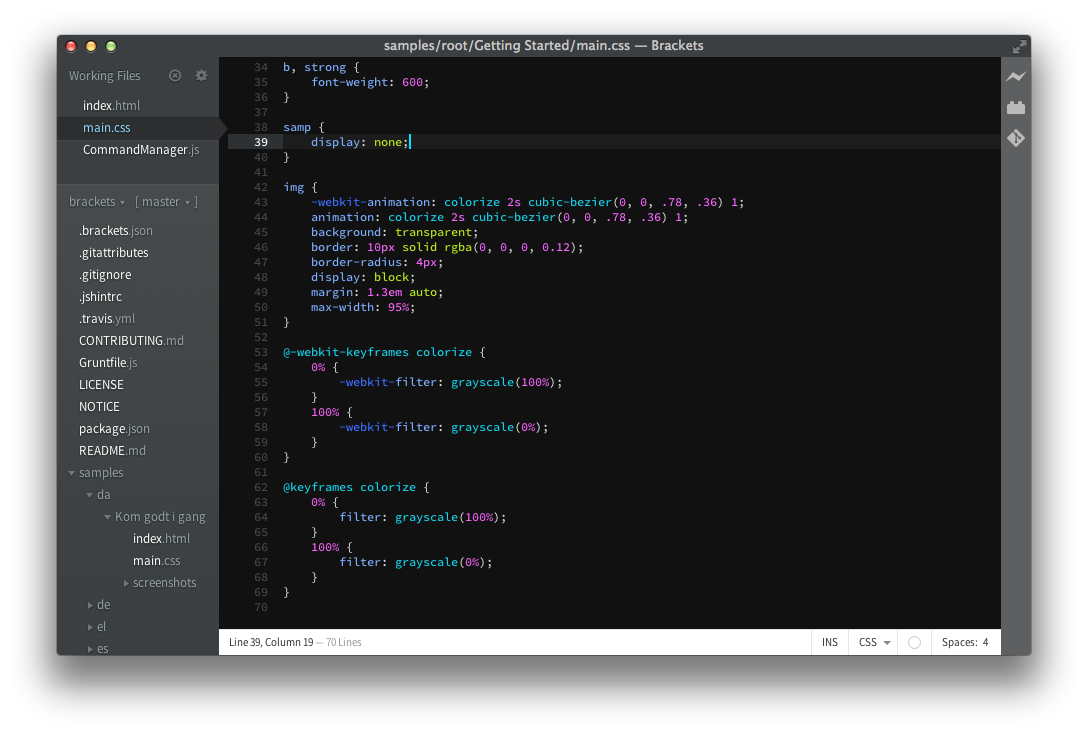 samples/root/Getting Started/main.css — Brackets
Working Files
index.html
main.css
CommandManager.js
brackets [ master ]
.brackets.json
.gitattributes
.gitignore
.jshintrc
.travis.yml
CONTRIBUTING.md
Gruntfile.js
LICENSE
NOTICE
package.json
README.md
samples
da
Kom godt i gang
index.html
main.css
screenshots
de
el
es
34 b, strong {
35     font-weight: 600;
36 }
37
38 samp {
39     display: none;
40 }
41
42 img {
43     -webkit-animation: colorize 2s cubic-bezier(0, 0, .78, .36) 1;
44     animation: colorize 2s cubic-bezier(0, 0, .78, .36) 1;
45     background: transparent;
46     border: 10px solid rgba(0, 0, 0, 0.12);
47     border-radius: 4px;
48     display: block;
49     margin: 1.3em auto;
50     max-width: 95%;
51 }
52
53 @-webkit-keyframes colorize {
54     0% {
55         -webkit-filter: grayscale(100%);
56     }
57     100% {
58         -webkit-filter: grayscale(0%);
59     }
60 }
61
62 @keyframes colorize {
63     0% {
64         filter: grayscale(100%);
65     }
66     100% {
67         filter: grayscale(0%);
68     }
69 }
70
Line 39, Column 19 — 70 Lines
INS
CSS
Spaces: 4